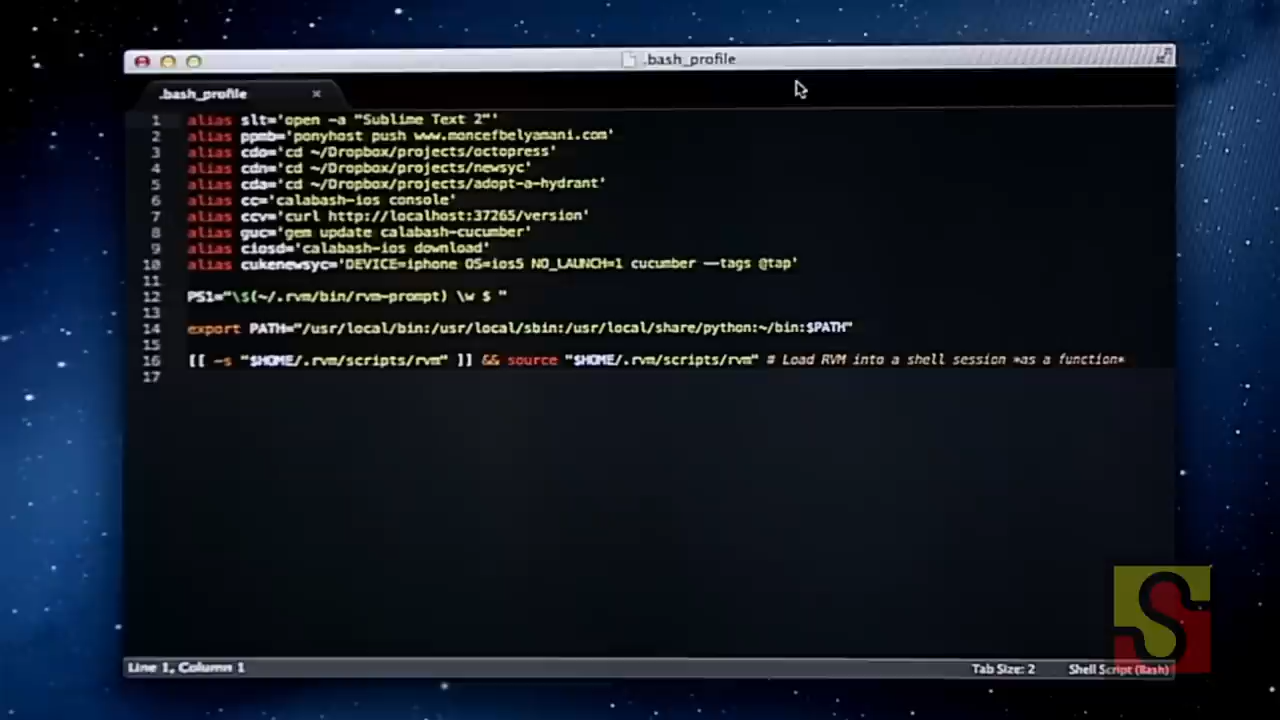 .bash_profile
.bash_profile ×
1 alias slt='open -a "Sublime Text 2"'
2 alias ppmb='ponyhost push www.moncefbelyamani.com'
3 alias cdo='cd ~/Dropbox/projects/octopress'
4 alias cdn='cd ~/Dropbox/projects/newsyc'
5 alias cda='cd ~/Dropbox/projects/adopt-a-hydrant'
6 alias cc='calabash-ios console'
7 alias ccv='curl http://localhost:37265/version'
8 alias guc='gem update calabash-cucumber'
9 alias ciosd='calabash-ios download'
10 alias cukenewsyc='DEVICE=iphone OS=ios5 NO_LAUNCH=1 cucumber --tags @tap'
11
12 PS1="\$(~/.rvm/bin/rvm-prompt) \w $ "
13
14 export PATH="/usr/local/bin:/usr/local/sbin:/usr/local/share/python:~/bin:$PATH"
15
16 [[ -s "$HOME/.rvm/scripts/rvm" ]] && source "$HOME/.rvm/scripts/rvm" # Load RVM into a shell session *as a function*
17
Line 1, Column 1
Tab Size: 2
Shell Script (Bash)
S